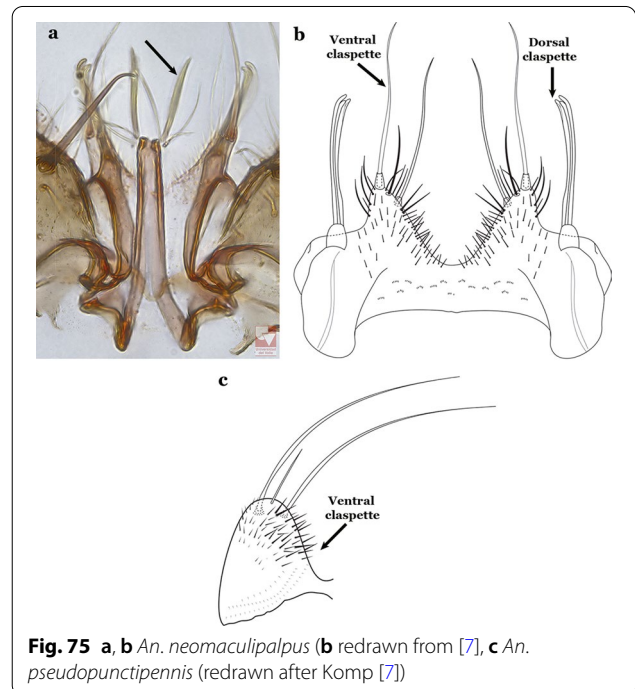 a
b
Ventral
claspette
Dorsal
claspette
c
Ventral
claspette
Fig. 75 a, b An. neomaculipalpus (b redrawn from [7], c An.
pseudopunctipennis (redrawn after Komp [7])